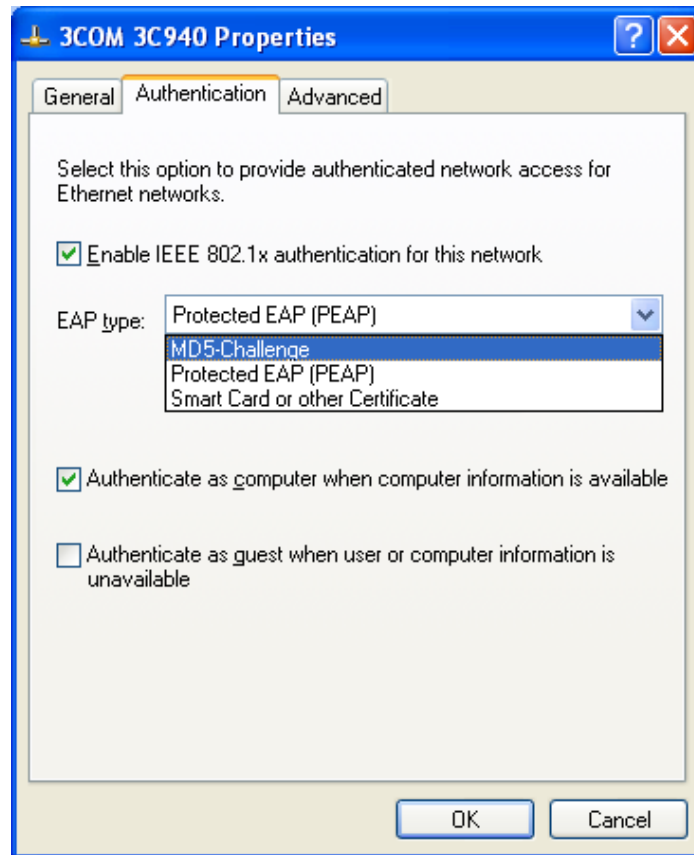 3COM 3C940 Properties
General Authentication Advanced
Select this option to provide authenticated network access for
Ethernet networks.
Enable IEEE 802.1x authentication for this network
EAP type: Protected EAP (PEAP)
MD5-Challenge
Protected EAP (PEAP)
Smart Card or other Certificate
Authenticate as computer when computer information is available
Authenticate as guest when user or computer information is
unavailable
OK Cancel